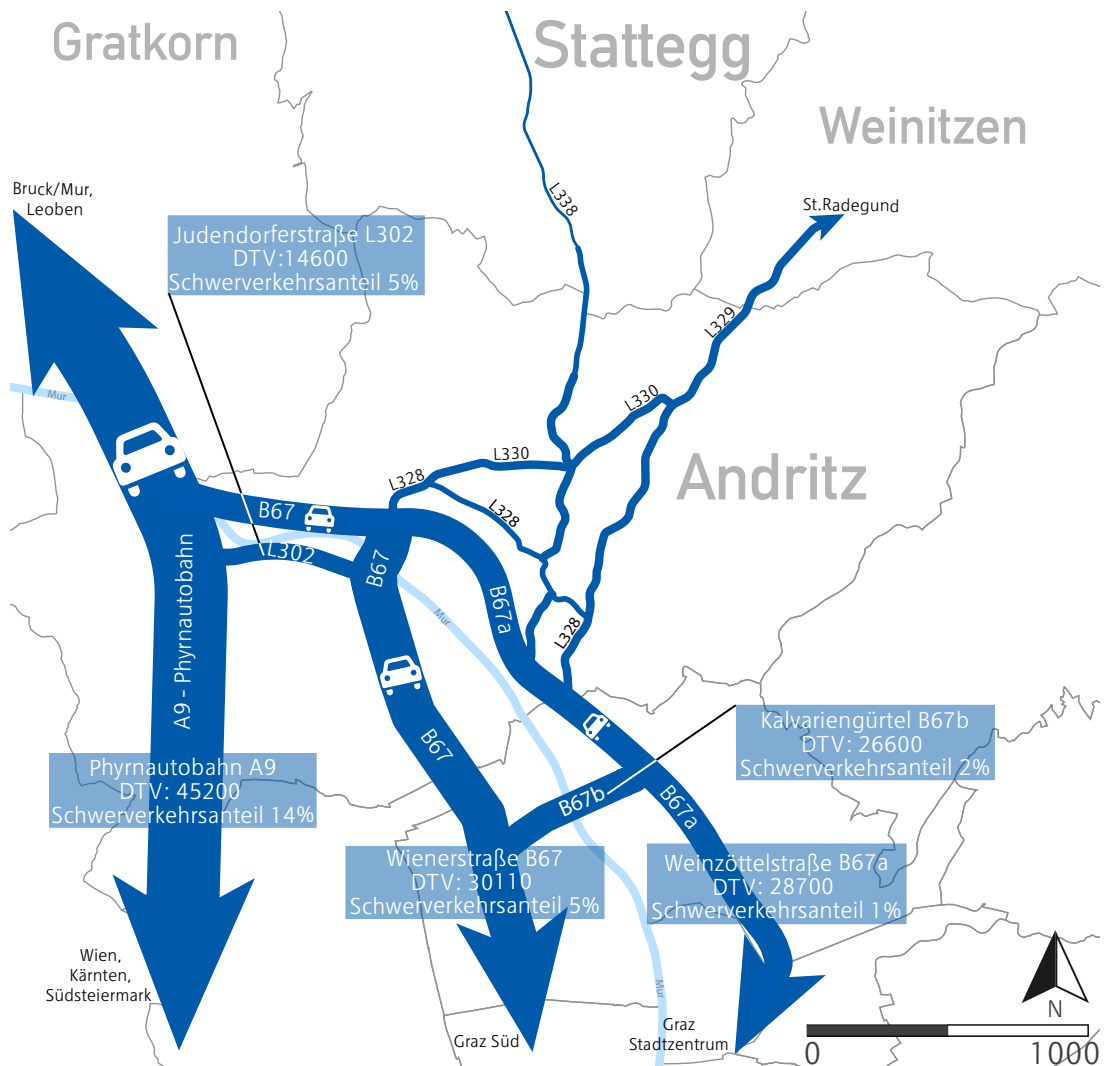 Gratkorn
Stattegg
Weinitzen
Bruck/Mur,
Leoben
L338
St.Radegund
Judendorferstraße L302
DTV:14600
Schwerverkehrsanteil 5%
L329
Mur
L330
L330
L328
Andritz
B67
L328
L302
B67
B67a
Mur
L328
A9 - Phyrnautobahn
Kalvariengürtel B67b
DTV: 26600
Schwerverkehrsanteil 2%
B67
Phyrnautobahn A9
DTV: 45200
Schwerverkehrsanteil 14%
B67b
B67a
Wienerstraße B67
DTV: 30110
Schwerverkehrsanteil 5%
Weinzöttelstraße B67a
DTV: 28700
Schwerverkehrsanteil 1%
Wien,
Kärnten,
Südsteiermark
Mur
Graz Süd
Graz
Stadtzentrum
N
0
1000